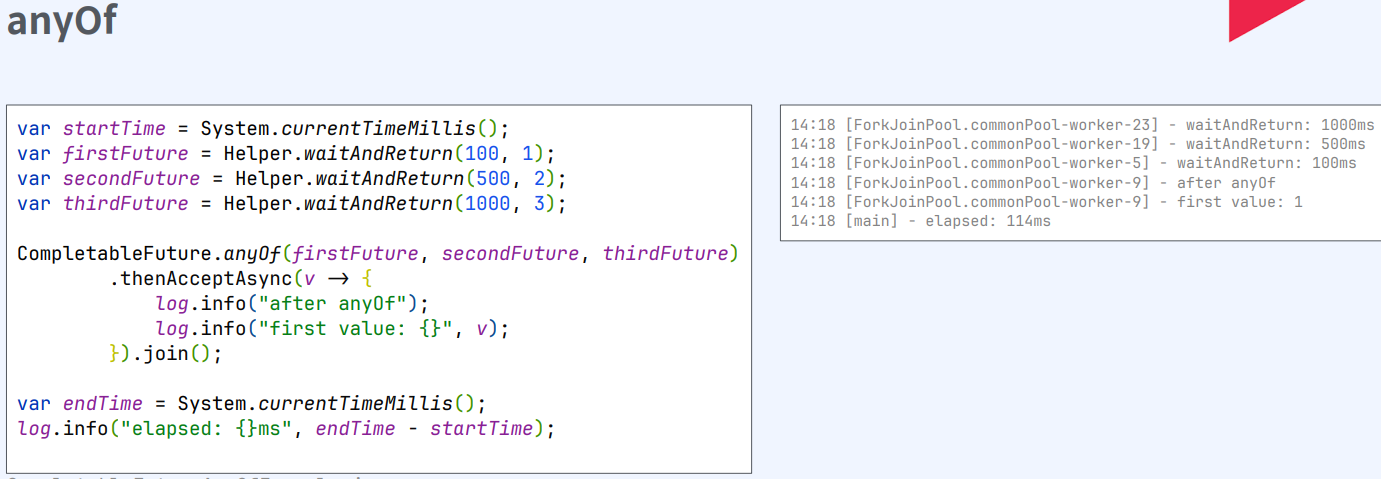 anyOf
var startTime = System.currentTimeMillis();
var firstFuture = Helper.waitAndReturn(100, 1);
var secondFuture = Helper.waitAndReturn(500, 2);
var thirdFuture = Helper.waitAndReturn(1000, 3);
CompletableFuture.anyOf(firstFuture, secondFuture, thirdFuture)
.thenAcceptAsync(v → {
log.info("after anyOf");
log.info("first value: {}", v);
}).join();
var endTime = System.currentTimeMillis();
log.info("elapsed: {}ms", endTime - startTime);
14:18 [ForkJoinPool.commonPool-worker-23] - waitAndReturn: 1000ms
14:18 [ForkJoinPool.commonPool-worker-19] - waitAndReturn: 500ms
14:18 [ForkJoinPool.commonPool-worker-5] - waitAndReturn: 100ms
14:18 [ForkJoinPool.commonPool-worker-9] - after anyOf
14:18 [ForkJoinPool.commonPool-worker-9] - first value: 1
14:18 [main] - elapsed: 114ms